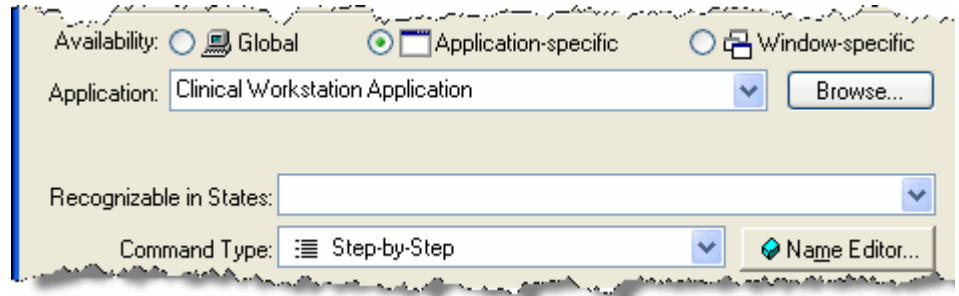 Availability: Global Application-specific Window-specific
Application: Clinical Workstation Application Browse...
Recognizable in States:
Command Type: Step-by-Step Name Editor...